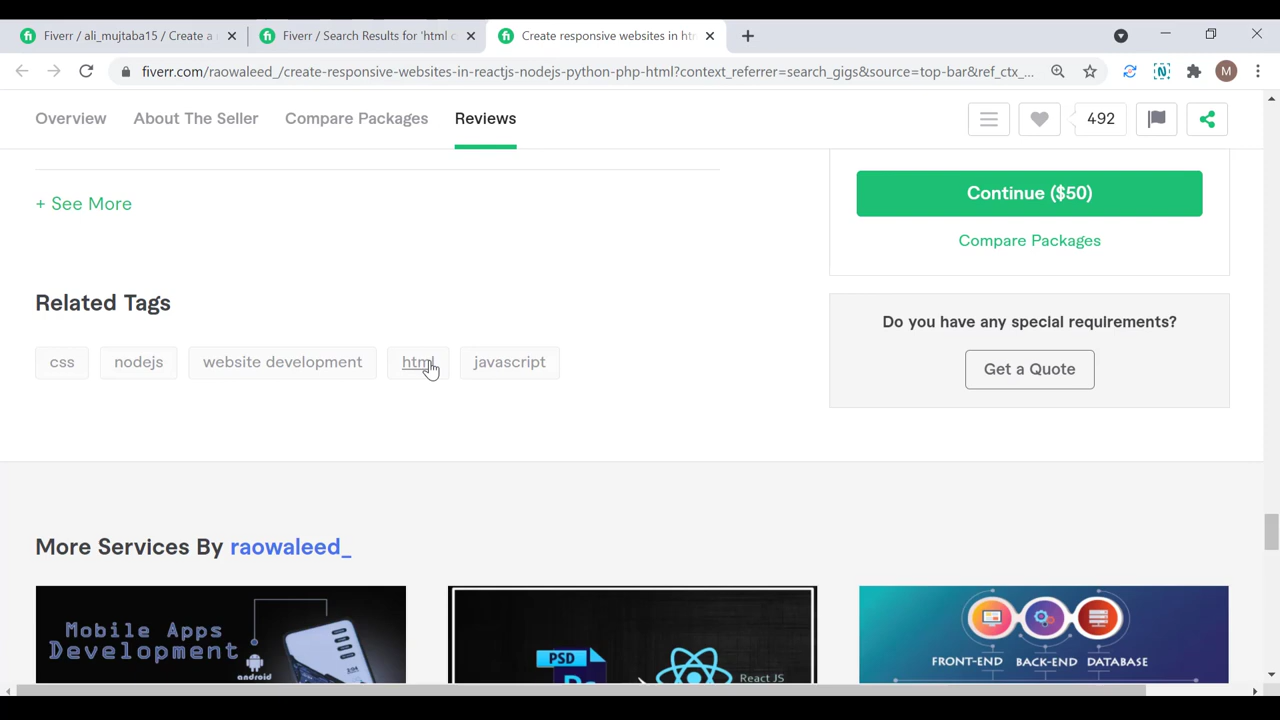 Fiverr / ali_mujtaba15 / Create a
Fiverr / Search Results for 'html c
Create responsive websites in htm
fiverr.com/raowaleed_/create-responsive-websites-in-reactjs-nodejs-python-php-html?context_referrer=search_gigs&source=top-bar&ref_ctx_...
M
Overview
About The Seller
Compare Packages
Reviews
492
+ See More
Continue ($50)
Compare Packages
Related Tags
css
nodejs
website development
html
javascript
Do you have any special requirements?
Get a Quote
More Services By raowaleed_
Mobile Apps
Development
android
PSD
React JS
FRONT-END BACK-END DATABASE